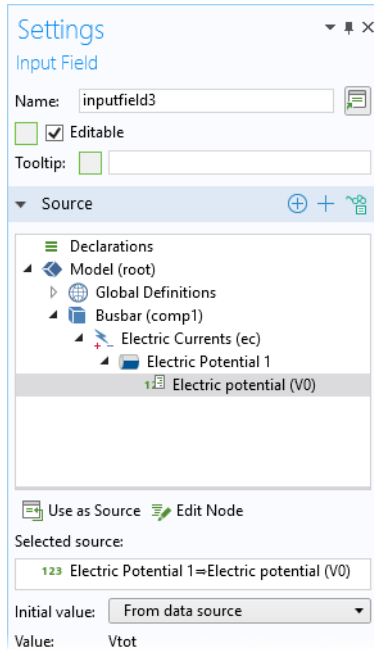 Settings
Input Field
Name: inputfield3
Editable
Tooltip:
Source
Declarations
Model (root)
Global Definitions
Busbar (comp1)
Electric Currents (ec)
Electric Potential 1
Electric potential (V0)
Use as Source Edit Node
Selected source:
123 Electric Potential 1⇒Electric potential (V0)
Initial value: From data source
Value: Vtot